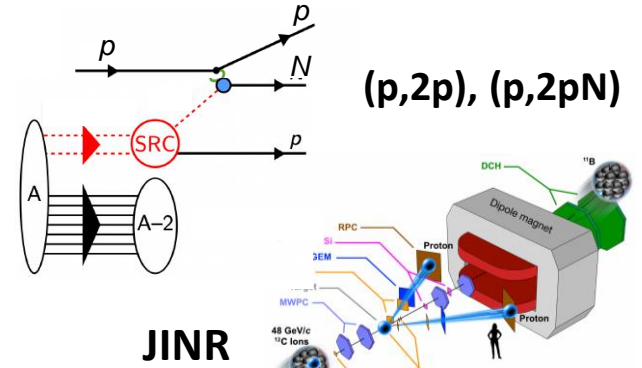 p
p
N
(p,2p), (p,2pN)
SRC
p
A
A–2
DCH
11B
Dipole magnet
RPC
Si
Proton
GEM
MWPC
Proton
48 GeV/c
12C Ions
JINR